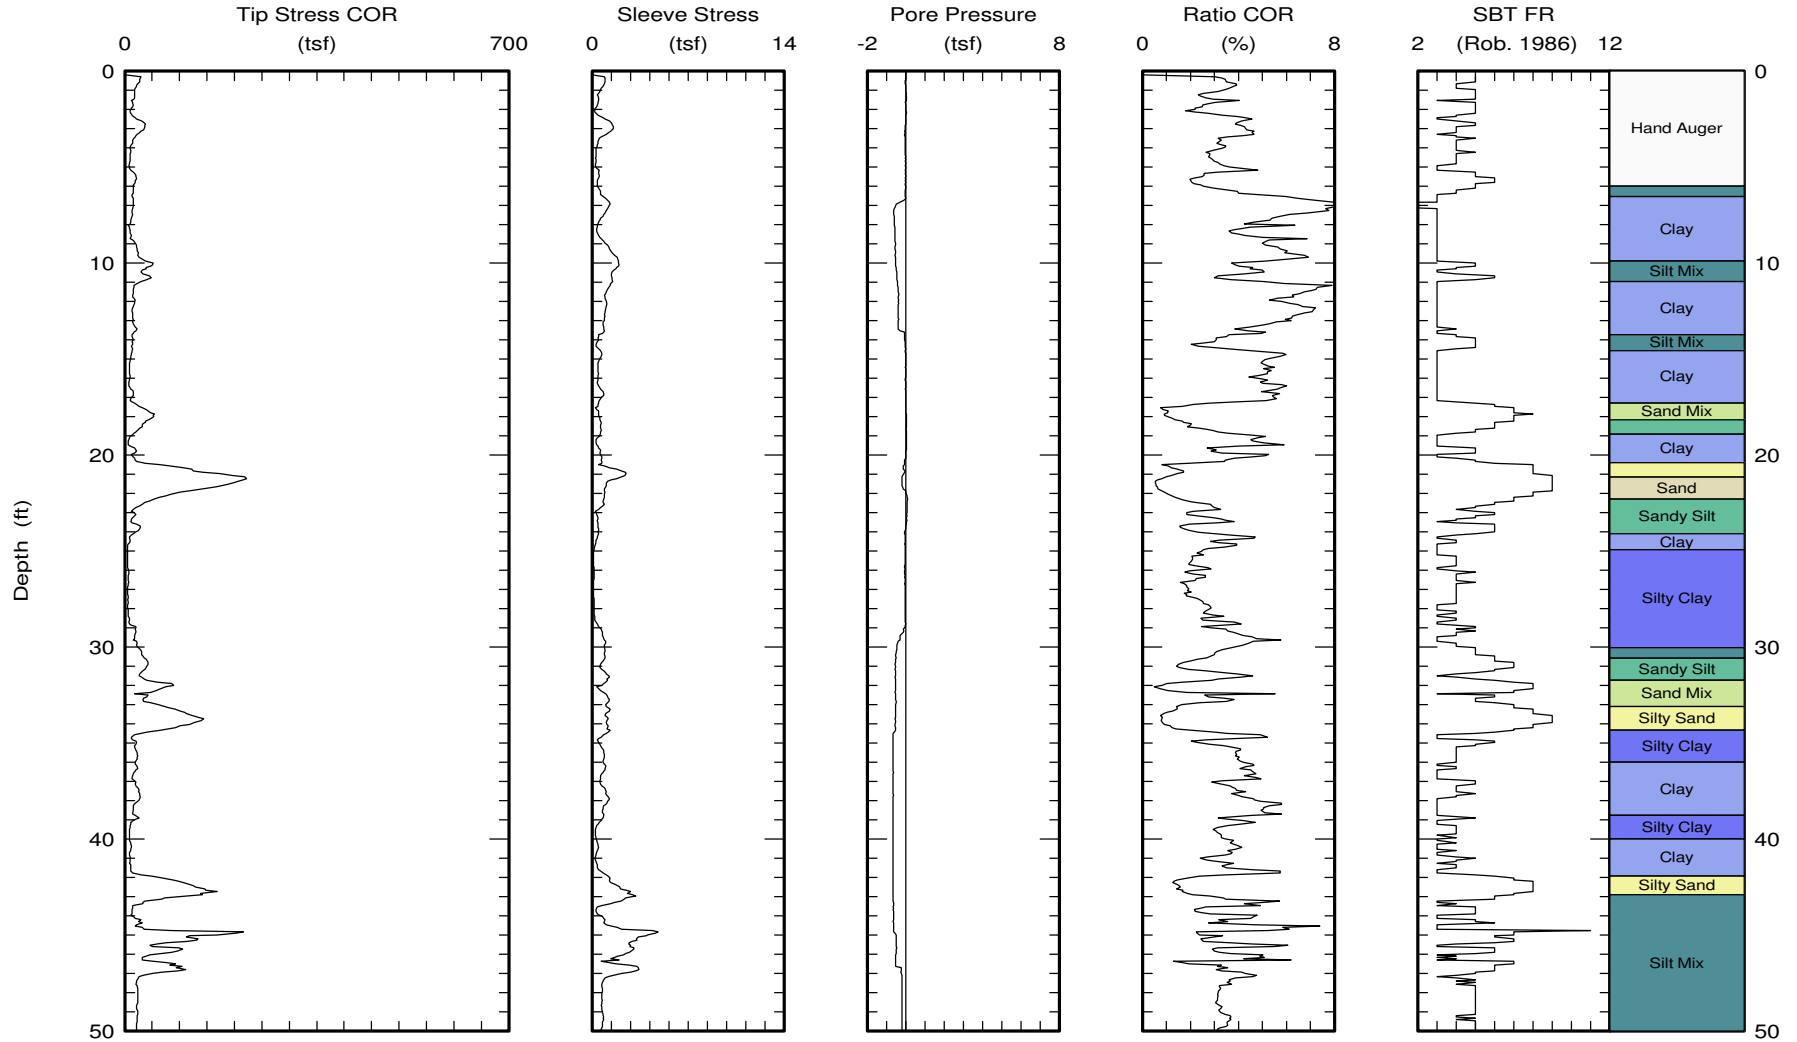 Tip Stress COR Sleeve Stress Pore Pressure Ratio COR SBT FR
0 (tsf) 700 0 (tsf) 14 -2 (tsf) 8 0 (%) 8 2 (Rob. 1986) 12
0 0
Hand Auger
Clay
10 Silt Mix 10
Clay
Silt Mix
Clay
Sand Mix
Clay
20 20
Sand
Sandy Silt
Clay
Depth (ft)
Silty Clay
30 30
Sandy Silt
Sand Mix
Silty Sand
Silty Clay
Clay
Silty Clay
40 40
Clay
Silty Sand
Silt Mix
50 50